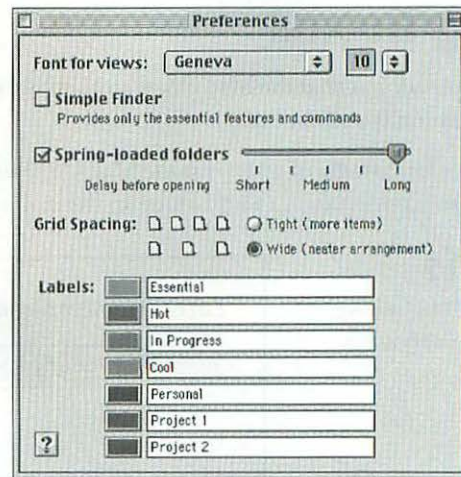 Preferences
Font for views: Geneva 10
Simple Finder
Provides only the essential features and commands
Spring-loaded folders
Delay before opening Short Medium Long
Grid Spacing: Tight (more items)
Wide (neater arrangement)
Labels: Essential
Hot
In Progress
Cool
Personal
Project 1
? Project 2